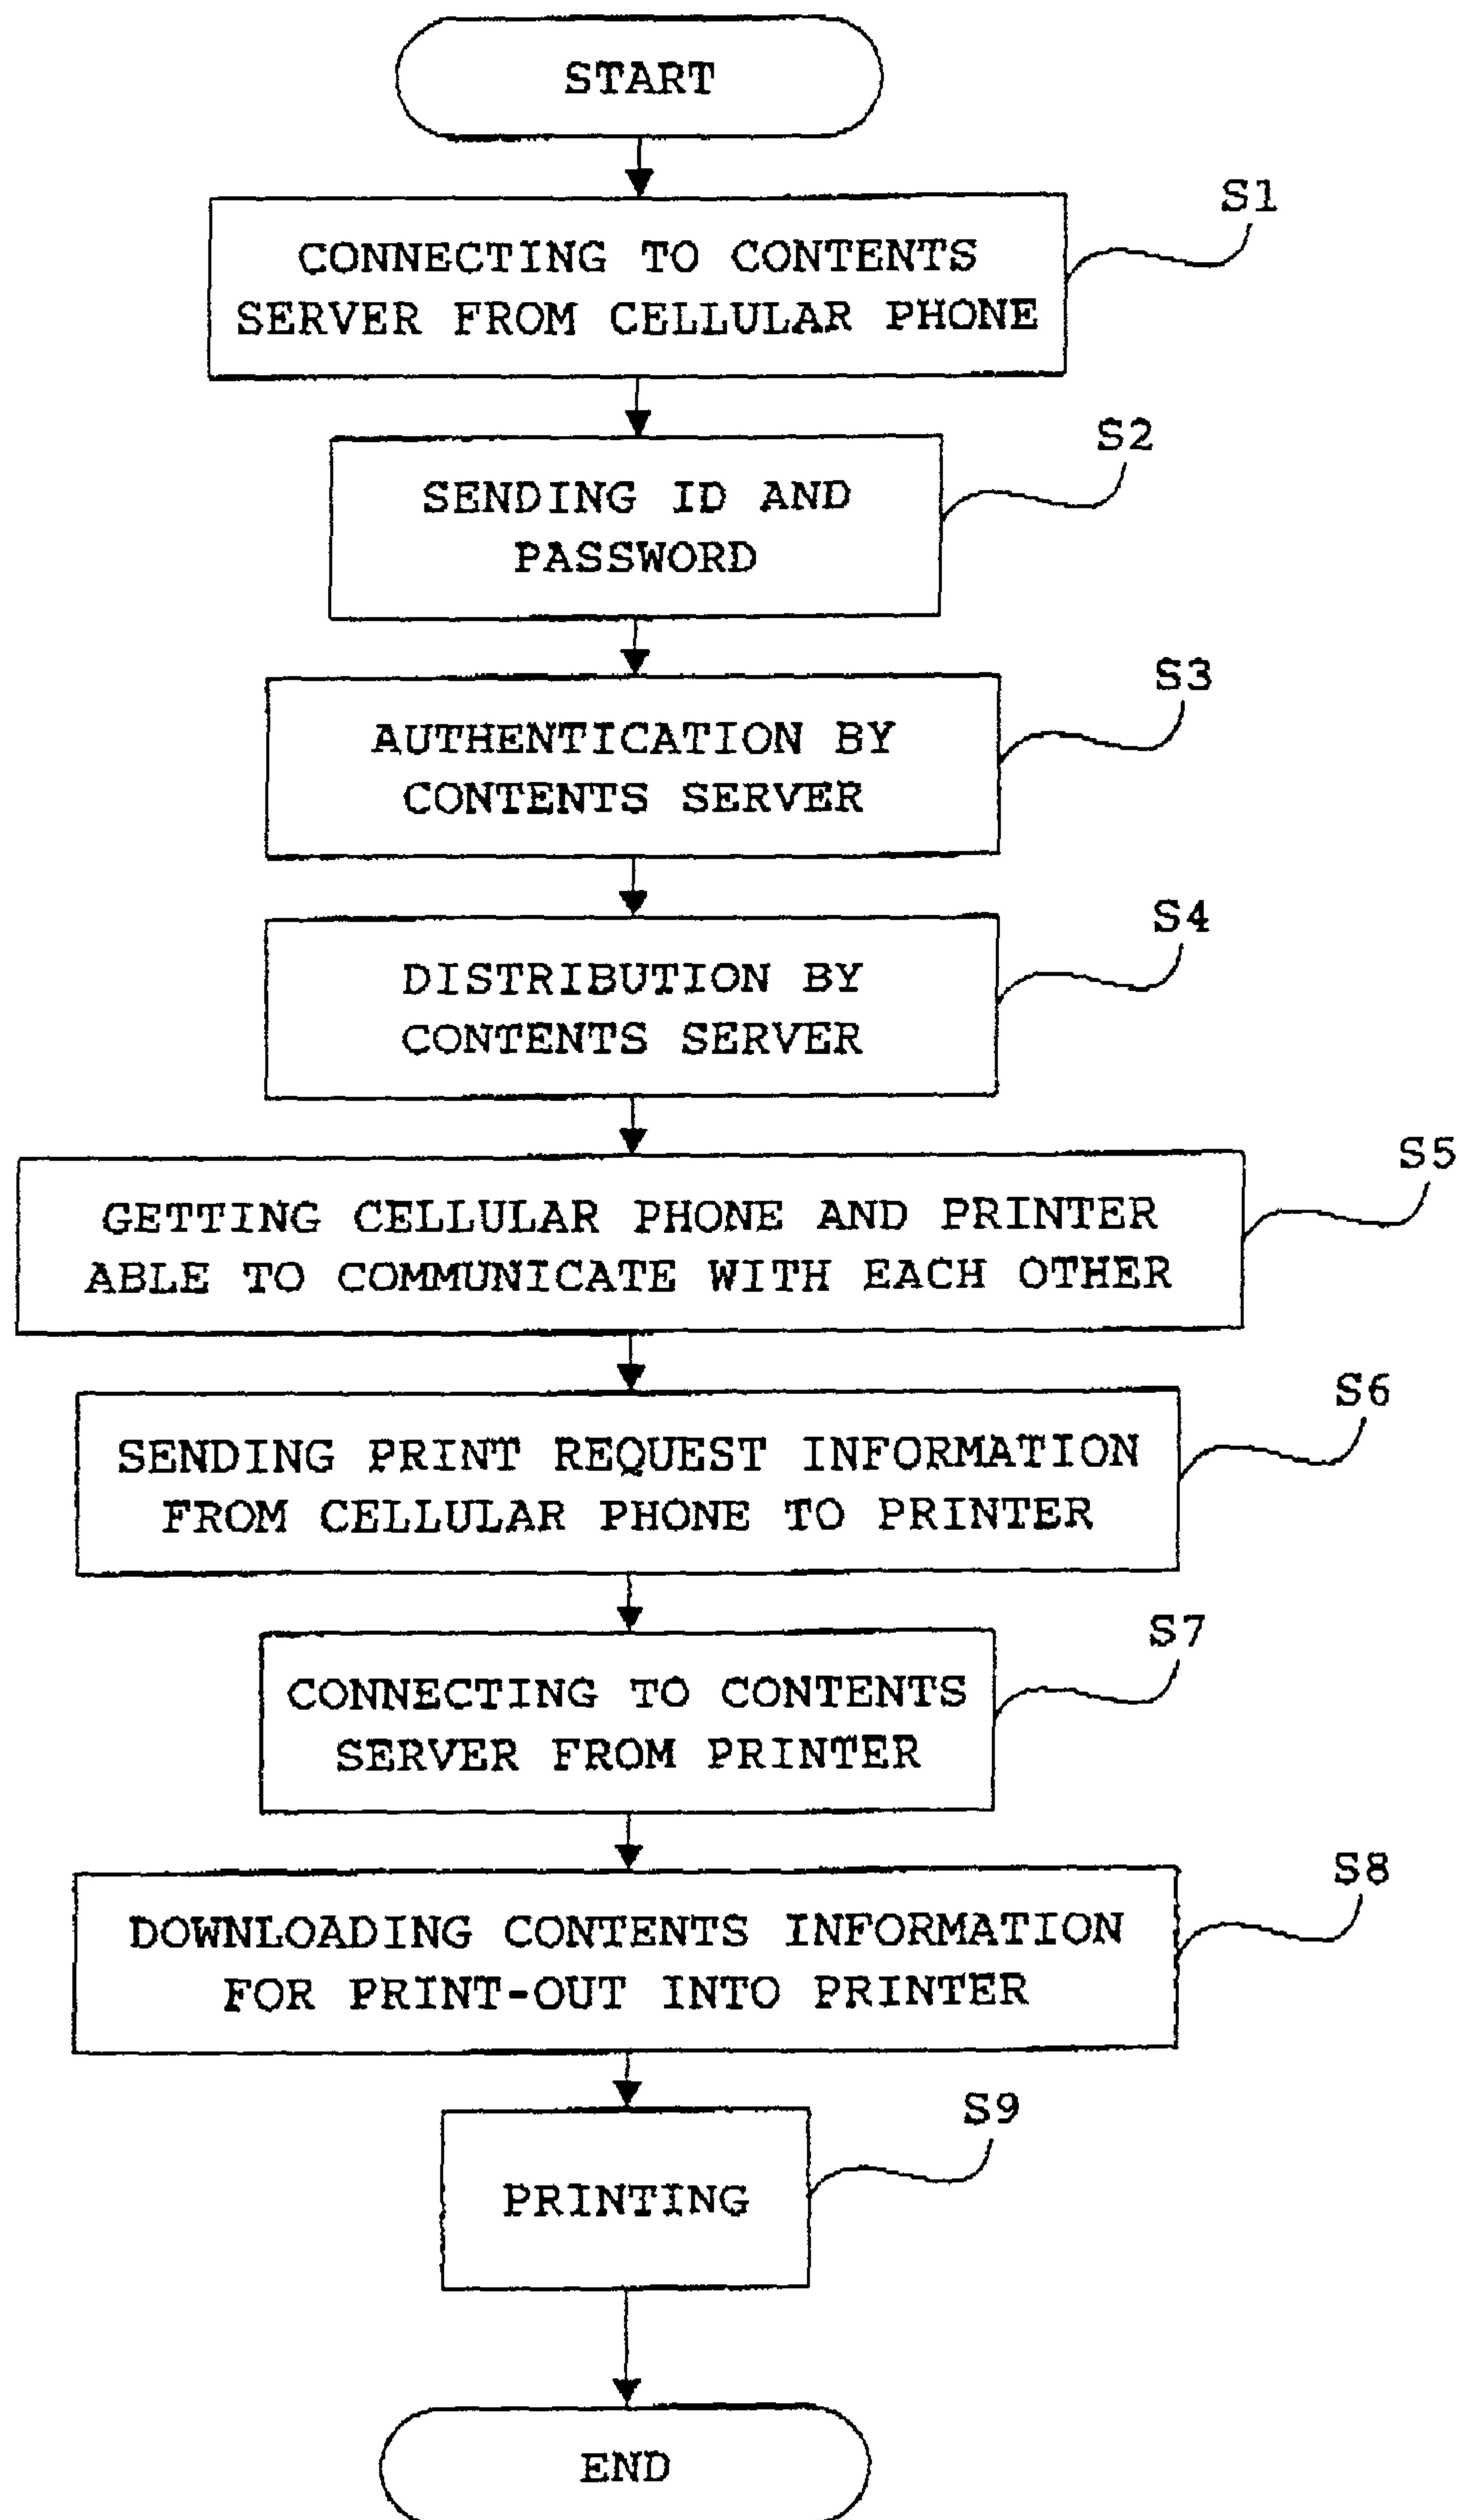 START
S1
CONNECTING TO CONTENTS
SERVER FROM CELLULAR PHONE
S2
SENDING ID AND
PASSWORD
S3
AUTHENTICATION BY
CONTENTS SERVER
S4
DISTRIBUTION BY
CONTENTS SERVER
S5
GETTING CELLULAR PHONE AND PRINTER
ABLE TO COMMUNICATE WITH EACH OTHER
S6
SENDING PRINT REQUEST INFORMATION
FROM CELLULAR PHONE TO PRINTER
S7
CONNECTING TO CONTENTS
SERVER FROM PRINTER
S8
DOWNLOADING CONTENTS INFORMATION
FOR PRINT-OUT INTO PRINTER
S9
PRINTING
END